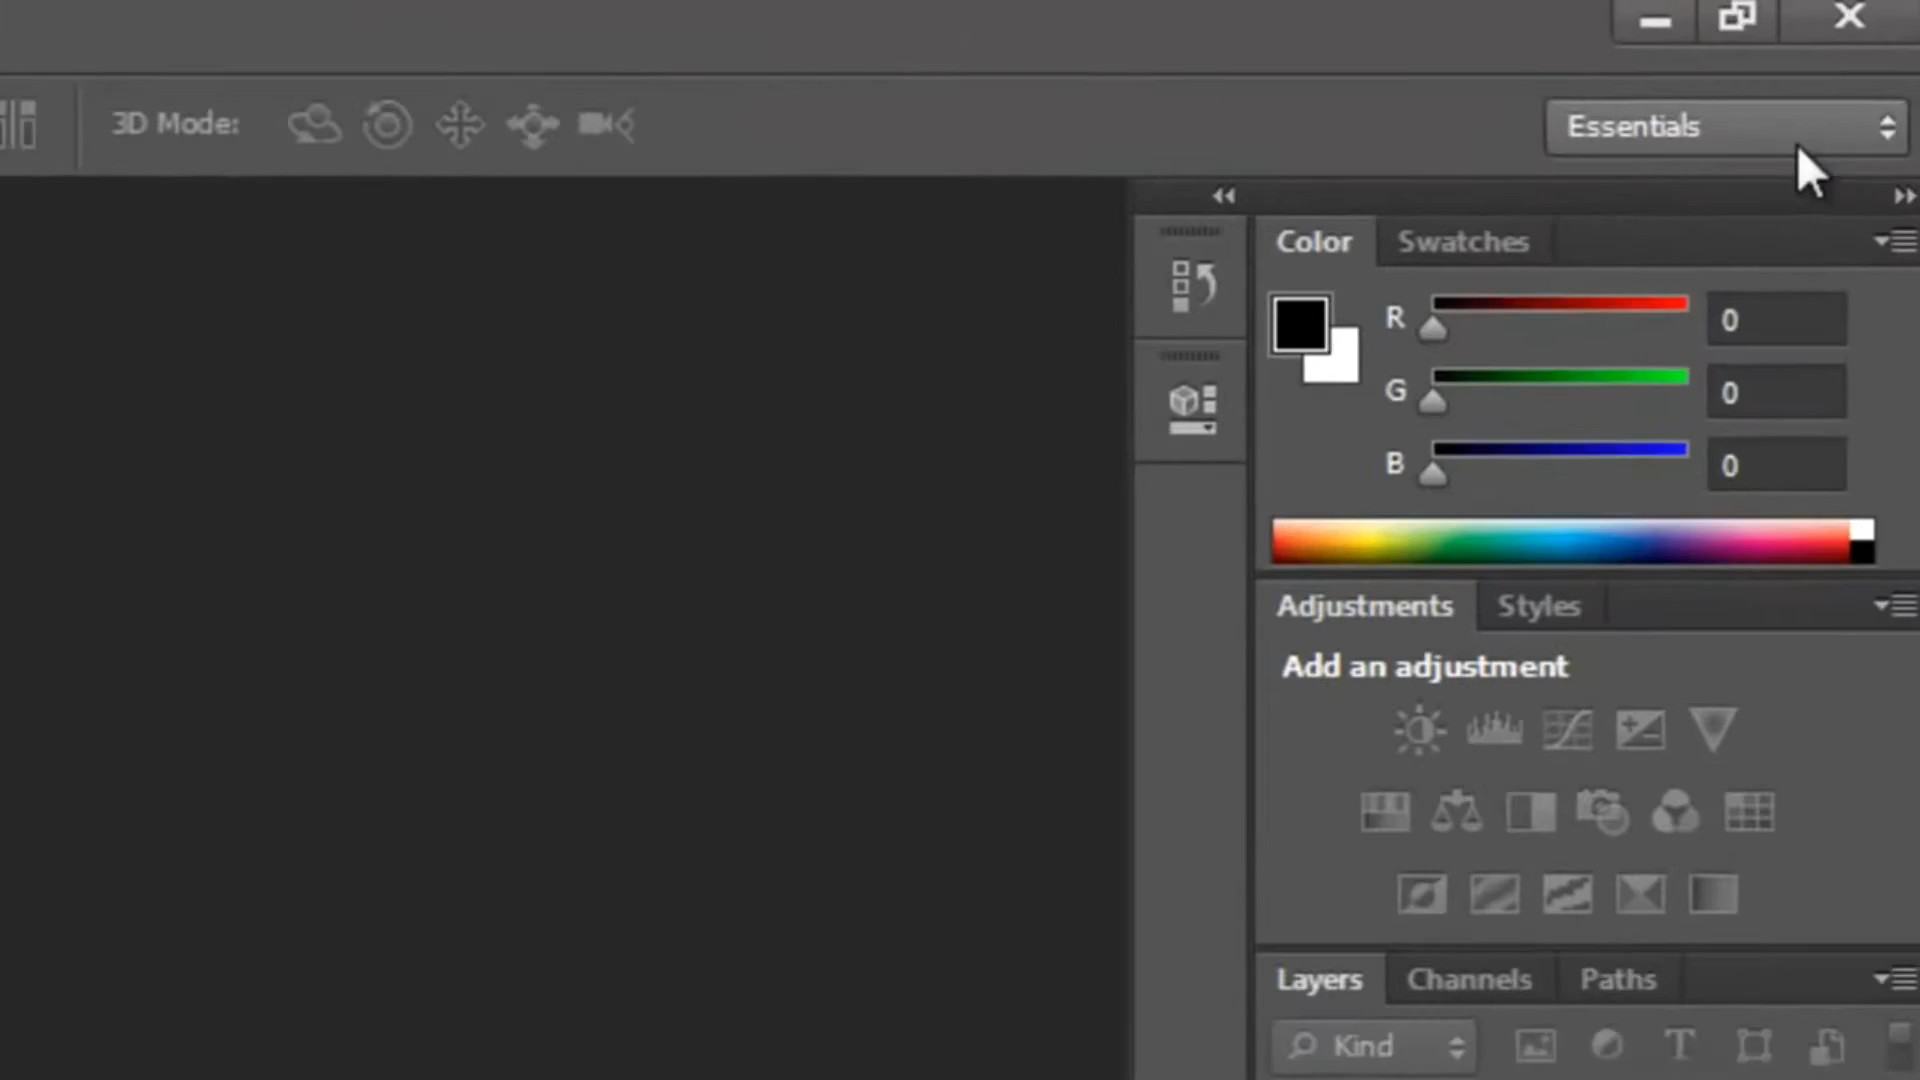 3D Mode:
Essentials
Color
Swatches
R
0
G
0
B
0
Adjustments
Styles
Add an adjustment
Layers
Channels
Paths
Kind
T